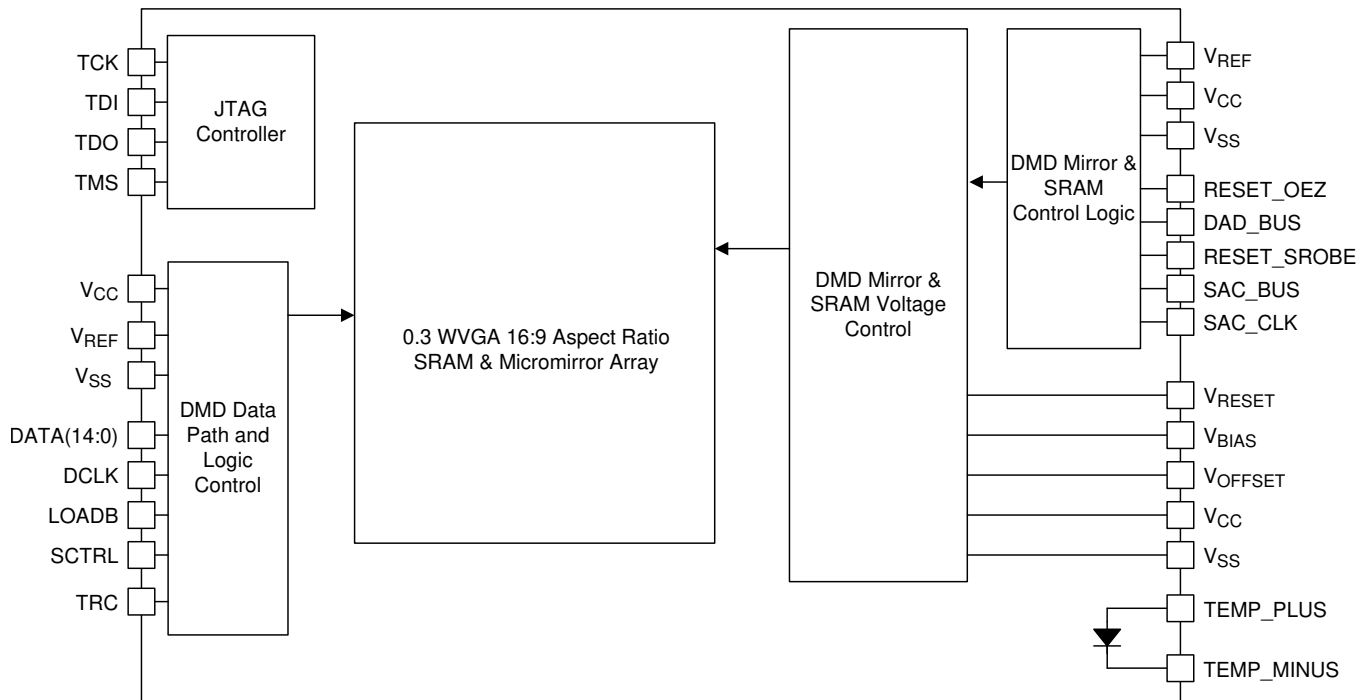 TCK
TDI
TDO
TMS
JTAG
Controller
V_CC
V_REF
V_SS
DATA(14:0)
DCLK
LOADB
SCTRL
TRC
DMD Data
Path and
Logic
Control
0.3 WVGA 16:9 Aspect Ratio
SRAM & Micromirror Array
DMD Mirror &
SRAM Voltage
Control
DMD Mirror &
SRAM
Control Logic
V_REF
V_CC
V_SS
RESET_OEZ
DAD_BUS
RESET_SROBE
SAC_BUS
SAC_CLK
V_RESET
V_BIAS
V_OFFSET
V_CC
V_SS
TEMP_PLUS
TEMP_MINUS